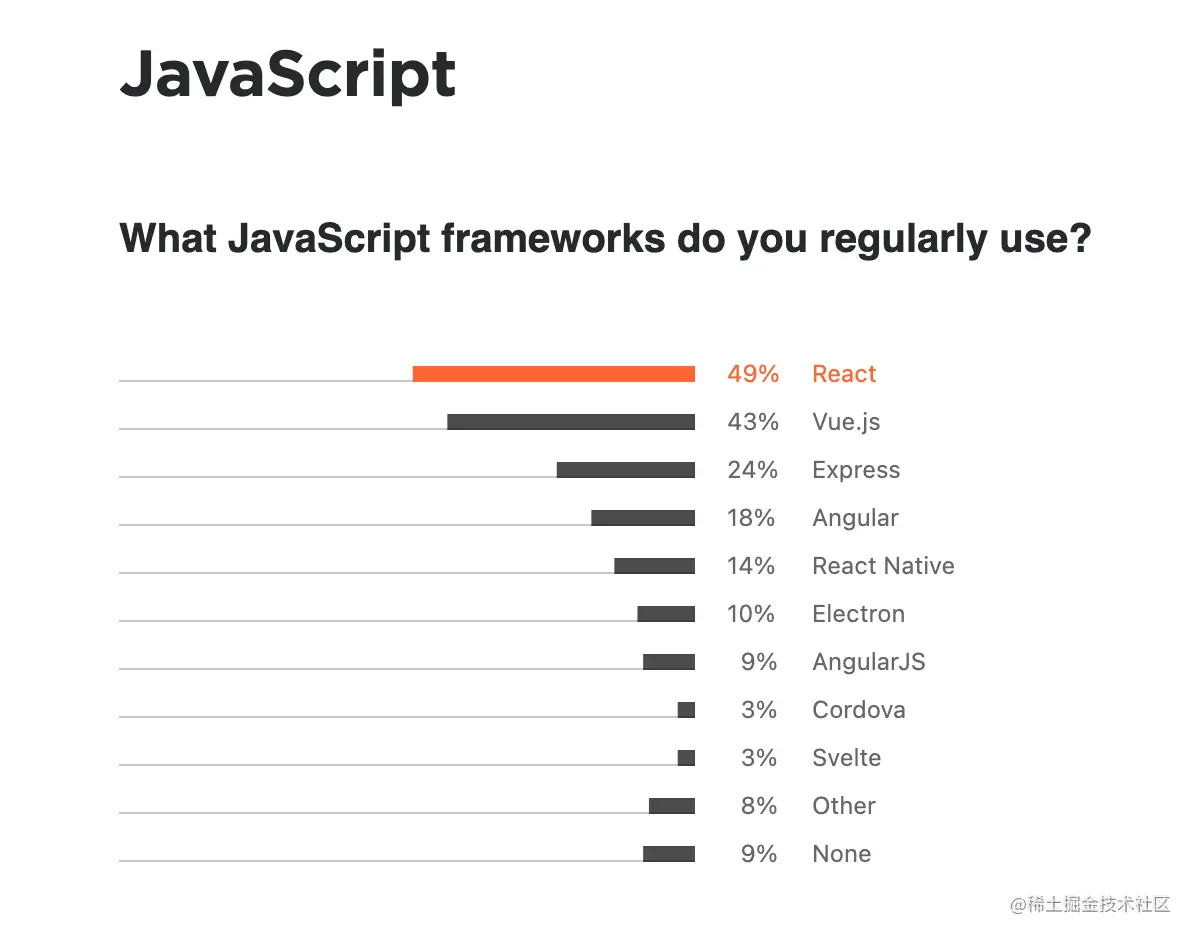 JavaScript
What JavaScript frameworks do you regularly use?
49% React
43% Vue.js
24% Express
18% Angular
14% React Native
10% Electron
9% AngularJS
3% Cordova
3% Svelte
8% Other
9% None
@稀土掘金技术社区